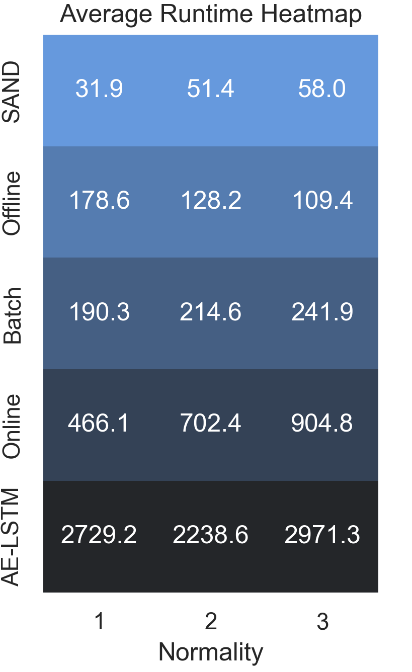 Average Runtime Heatmap
SAND 31.9 51.4 58.0
Offline 178.6 128.2 109.4
Batch 190.3 214.6 241.9
Online 466.1 702.4 904.8
AE-LSTM 2729.2 2238.6 2971.3
1 2 3
Normality